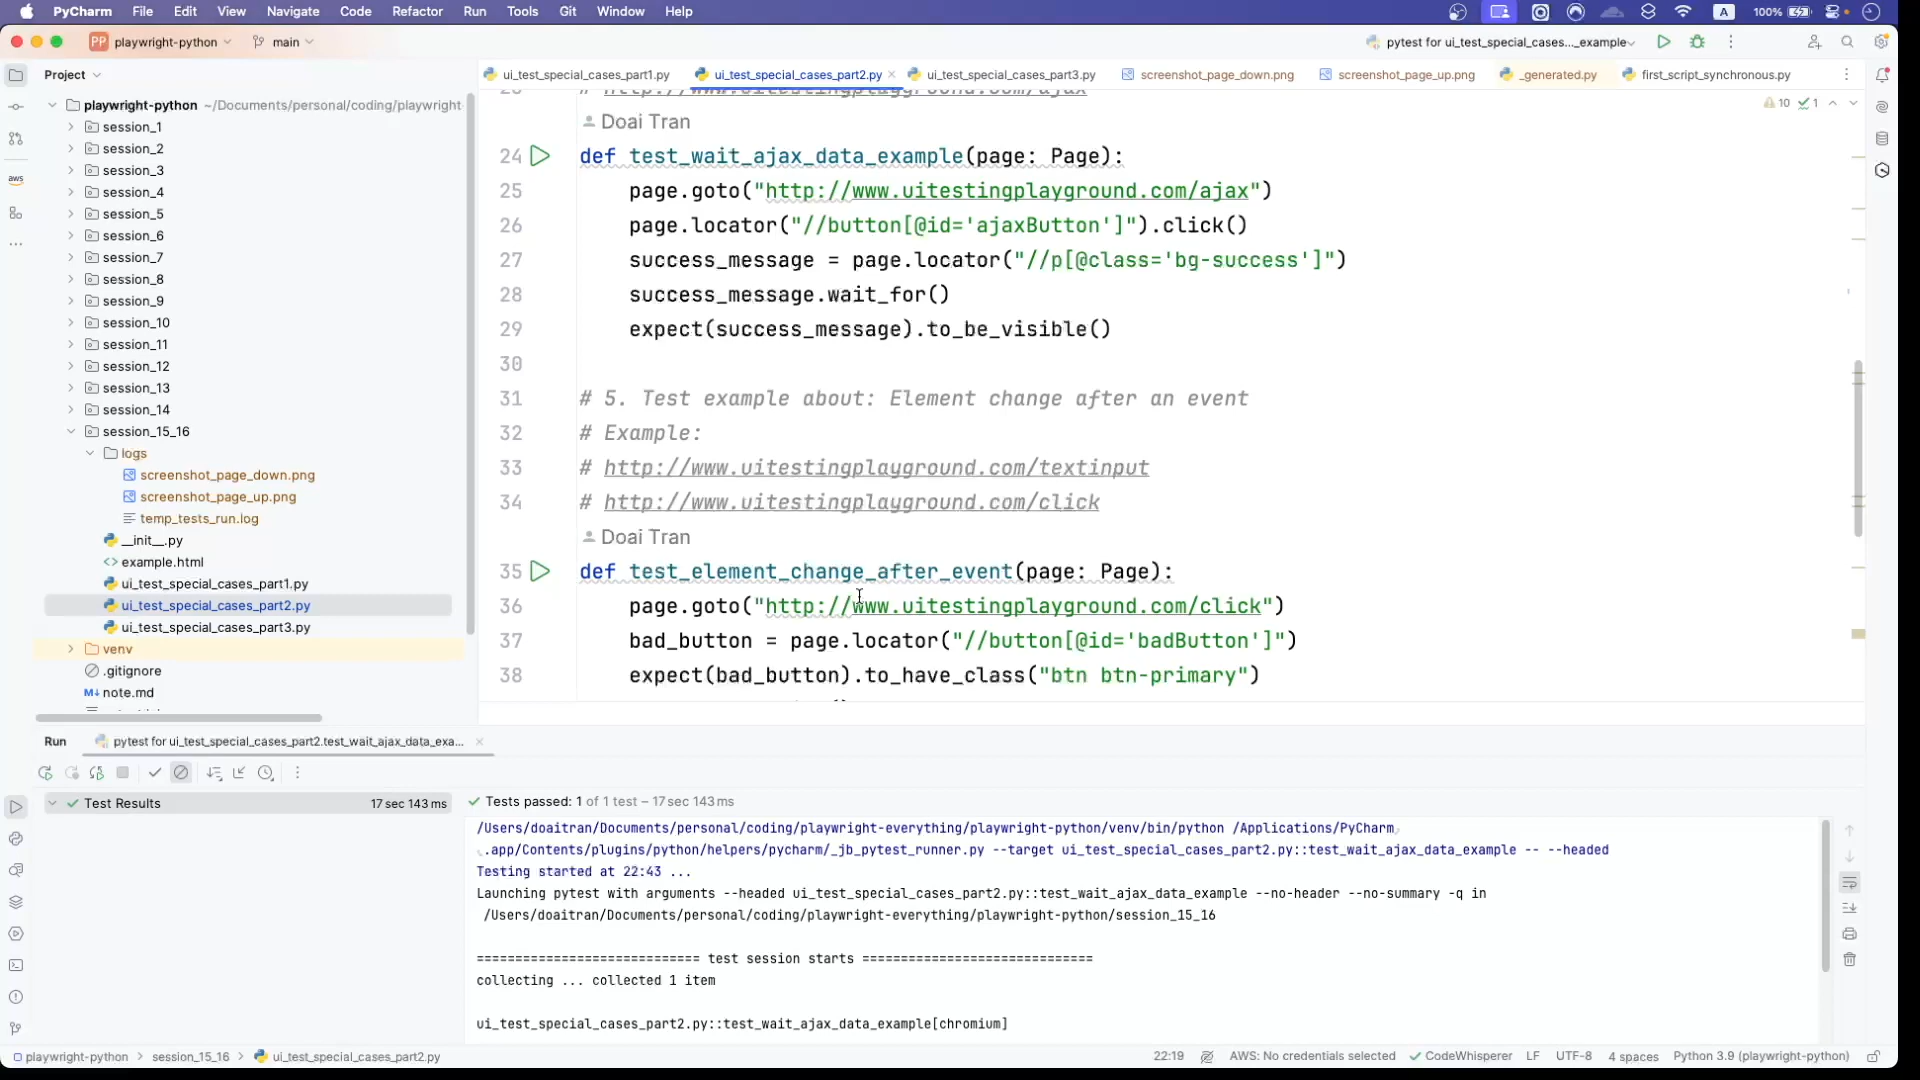 PyCharm File Edit View Navigate Code Refactor Run Tools Git Window Help
A 100%
PP playwright-python main
pytest for ui_test_special_cases..._example
Project
ui_test_special_cases_part1.py ui_test_special_cases_part2.py ui_test_special_cases_part3.py screenshot_page_down.png screenshot_page_up.png _generated.py first_script_synchronous.py
playwright-python ~/Documents/personal/coding/playwright
session_1
session_2
session_3
session_4
session_5
session_6
session_7
session_8
session_9
session_10
session_11
session_12
session_13
session_14
session_15_16
logs
screenshot_page_down.png
screenshot_page_up.png
temp_tests_run.log
__init__.py
example.html
ui_test_special_cases_part1.py
ui_test_special_cases_part2.py
ui_test_special_cases_part3.py
venv
.gitignore
note.md
aws
# http://www.uitestingplayground.com/ajax
10 1
Doai Tran
24 def test_wait_ajax_data_example(page: Page):
25 page.goto("http://www.uitestingplayground.com/ajax")
26 page.locator("//button[@id='ajaxButton']").click()
27 success_message = page.locator("//p[@class='bg-success']")
28 success_message.wait_for()
29 expect(success_message).to_be_visible()
30
31 # 5. Test example about: Element change after an event
32 # Example:
33 # http://www.uitestingplayground.com/textinput
34 # http://www.uitestingplayground.com/click
Doai Tran
35 def test_element_change_after_event(page: Page):
36 page.goto("http://www.uitestingplayground.com/click")
37 bad_button = page.locator("//button[@id='badButton']")
38 expect(bad_button).to_have_class("btn btn-primary")
Run pytest for ui_test_special_cases_part2.test_wait_ajax_data_exa...
Test Results 17 sec 143 ms
Tests passed: 1 of 1 test – 17 sec 143 ms
/Users/doaitran/Documents/personal/coding/playwright-everything/playwright-python/venv/bin/python /Applications/PyCharm
.app/Contents/plugins/python/helpers/pycharm/_jb_pytest_runner.py --target ui_test_special_cases_part2.py::test_wait_ajax_data_example -- --headed
Testing started at 22:43 ...
Launching pytest with arguments --headed ui_test_special_cases_part2.py::test_wait_ajax_data_example --no-header --no-summary -q in
/Users/doaitran/Documents/personal/coding/playwright-everything/playwright-python/session_15_16
============================= test session starts ==============================
collecting ... collected 1 item
ui_test_special_cases_part2.py::test_wait_ajax_data_example[chromium]
playwright-python session_15_16 ui_test_special_cases_part2.py
22:19 AWS: No credentials selected CodeWhisperer LF UTF-8 4 spaces Python 3.9 (playwright-python)